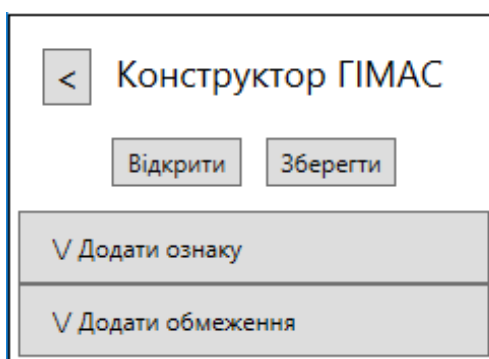 < Конструктор ГІМАС
Відкрити Зберегти
\/ Додати ознаку
\/ Додати обмеження